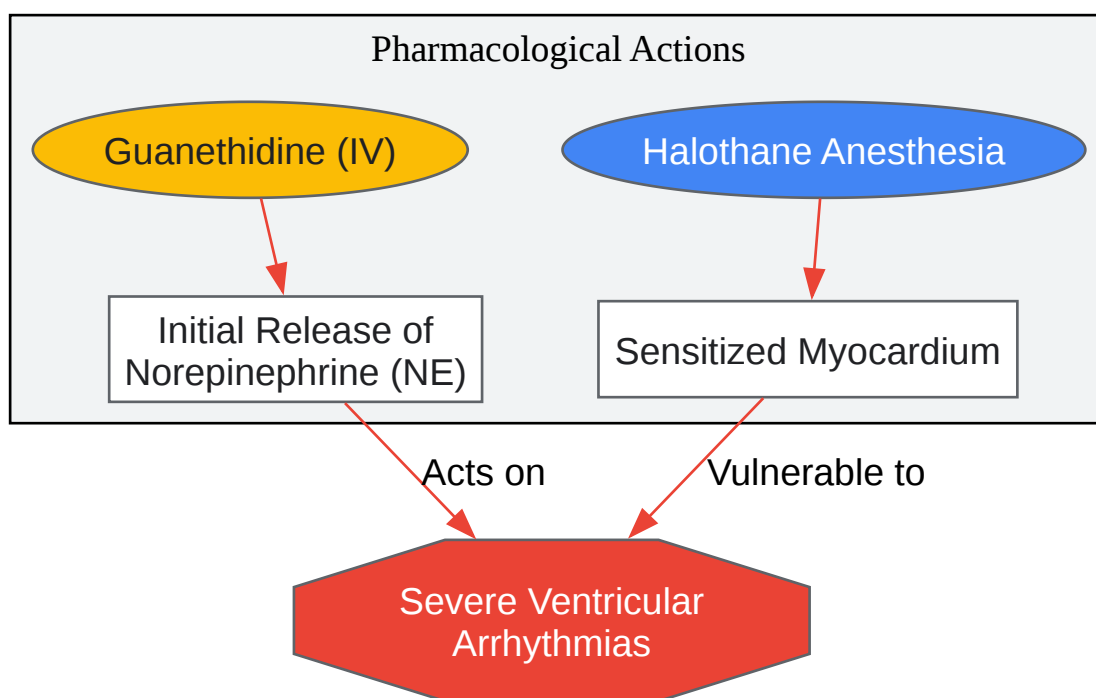 Pharmacological Actions
Guanethidine (IV)
Halothane Anesthesia
Initial Release of
Norepinephrine (NE)
Sensitized Myocardium
Acts on
Vulnerable to
Severe Ventricular
Arrhythmias